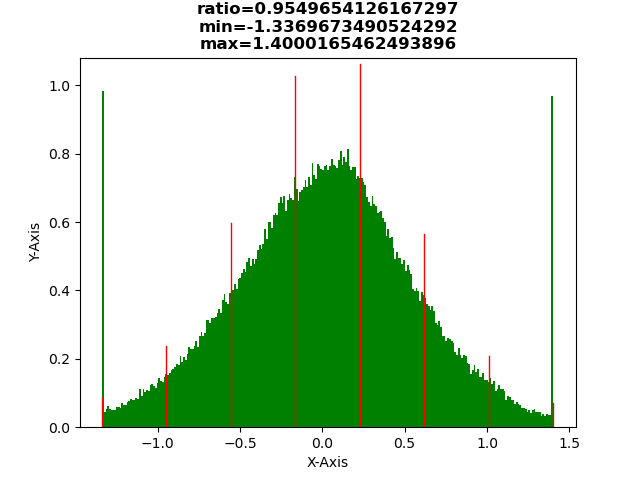 ratio=0.9549654126167297
min=-1.3369673490524292
max=1.4000165462493896
1.0
0.8
0.6
0.4
0.2
0.0
Y-Axis
−1.0 −0.5 0.0 0.5 1.0 1.5
X-Axis